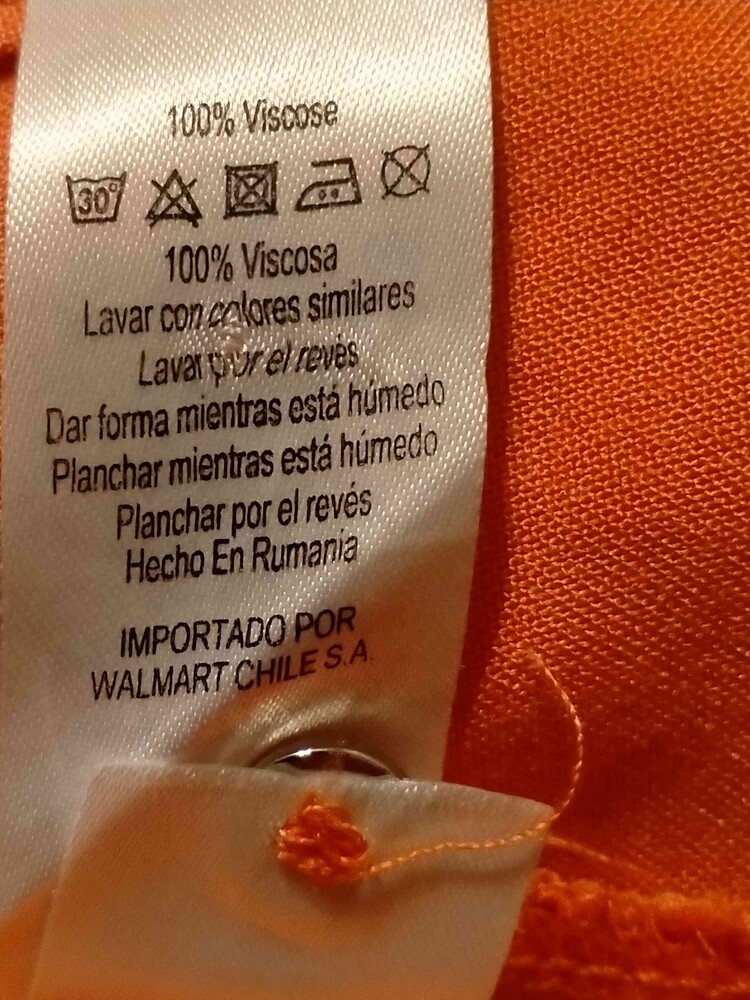 100% Viscose
30°
100% Viscosa
Lavar con colores similares
Lavar por el revés
Dar forma mientras está húmedo
Planchar mientras está húmedo
Planchar por el revés
Hecho En Rumania
IMPORTADO POR
WALMART CHILE S.A.